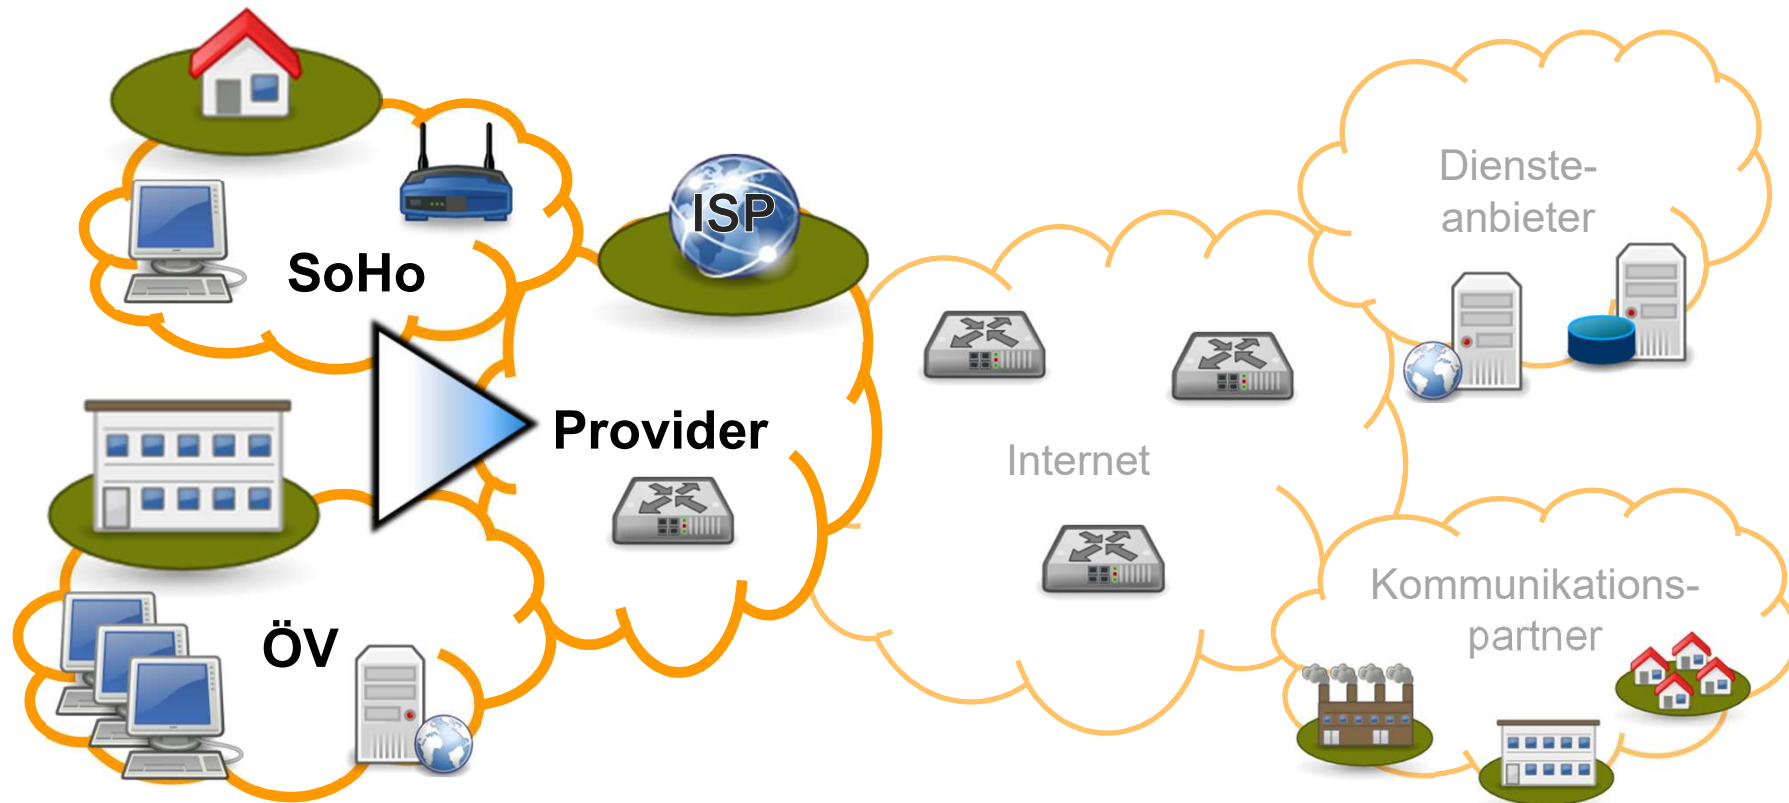 ISP
SoHo
Provider
ÖV
Internet
Dienste-
anbieter
Kommunikations-
partner